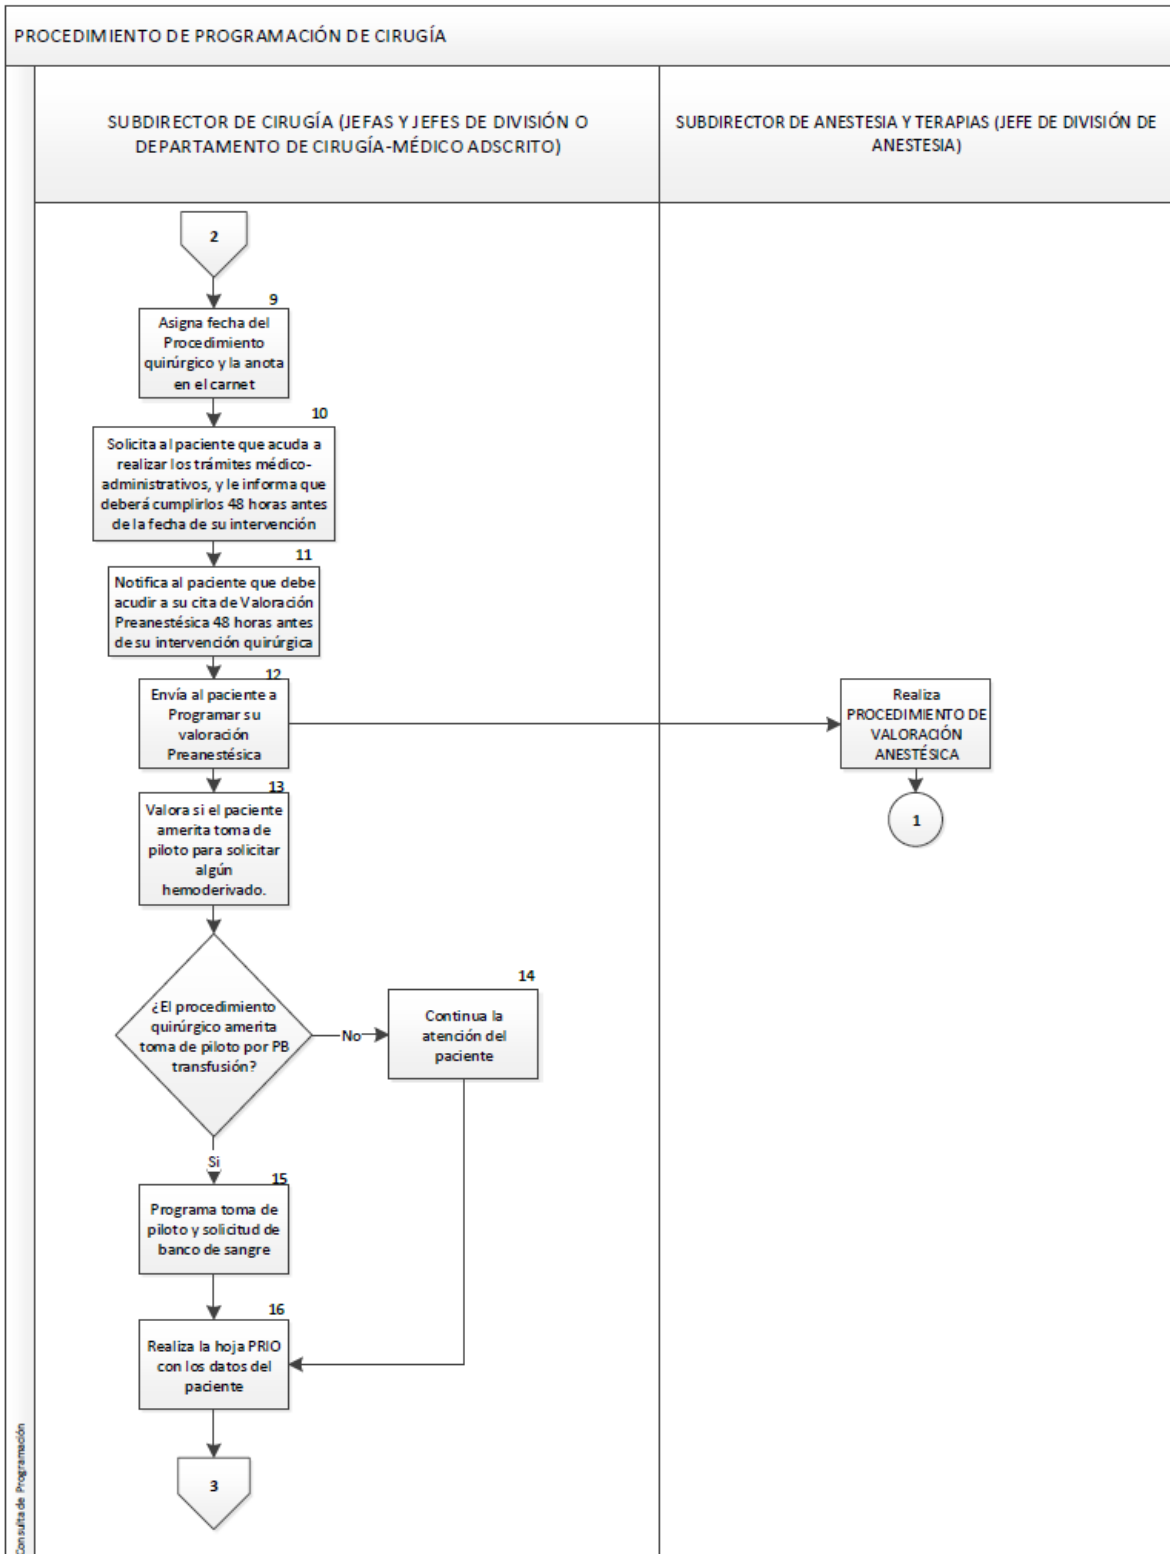 PROCEDIMIENTO DE PROGRAMACIÓN DE CIRUGÍA
SUBDIRECTOR DE CIRUGÍA (JEFAS Y JEFES DE DIVISIÓN O
DEPARTAMENTO DE CIRUGÍA-MÉDICO ADSCRITO)
SUBDIRECTOR DE ANESTESIA Y TERAPIAS (JEFE DE DIVISIÓN DE
ANESTESIA)
2
9
Asigna fecha del
Procedimiento
quirúrgico y la anota
en el carnet
10
Solicita al paciente que acuda a
realizar los trámites médico-
administrativos, y le informa que
deberá cumplirlos 48 horas antes
de la fecha de su intervención
11
Notifica al paciente que debe
acudir a su cita de Valoración
Preanestésica 48 horas antes
de su intervención quirúrgica
12
Envía al paciente a
Programar su
valoración
Preanestésica
Realiza
PROCEDIMIENTO DE
VALORACIÓN
ANESTÉSICA
1
13
Valora si el paciente
amerita toma de
piloto para solicitar
algún
hemoderivado.
¿El procedimiento
quirúrgico amerita
toma de piloto por PB
transfusión?
No
14
Continua la
atención del
paciente
Si
15
Programa toma de
piloto y solicitud de
banco de sangre
16
Realiza la hoja PRIO
con los datos del
paciente
3
Consulta de Programación